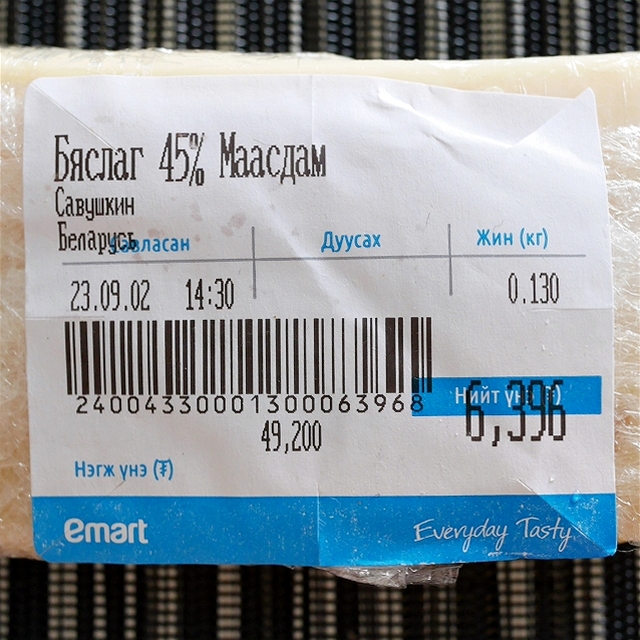 Бяслаг 45% Маасдам
Савушкин
Беларусь
Савласан Дуусах Жин (кг)
23.09.02 14:30 0.130
2400433000130006396​8
Нийт үнэ (₮)
6,396
49,200
Нэгж үнэ (₮)
emart Everyday Tasty